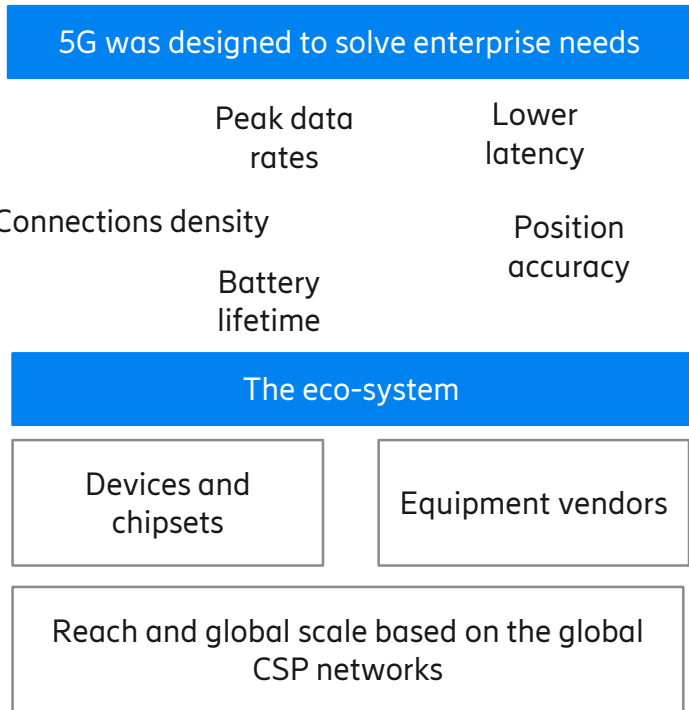 5G was designed to solve enterprise needs
Peak data
rates
Lower
latency
Connections density
Position
accuracy
Battery
lifetime
The eco-system
Devices and
chipsets
Equipment vendors
Reach and global scale based on the global
CSP networks